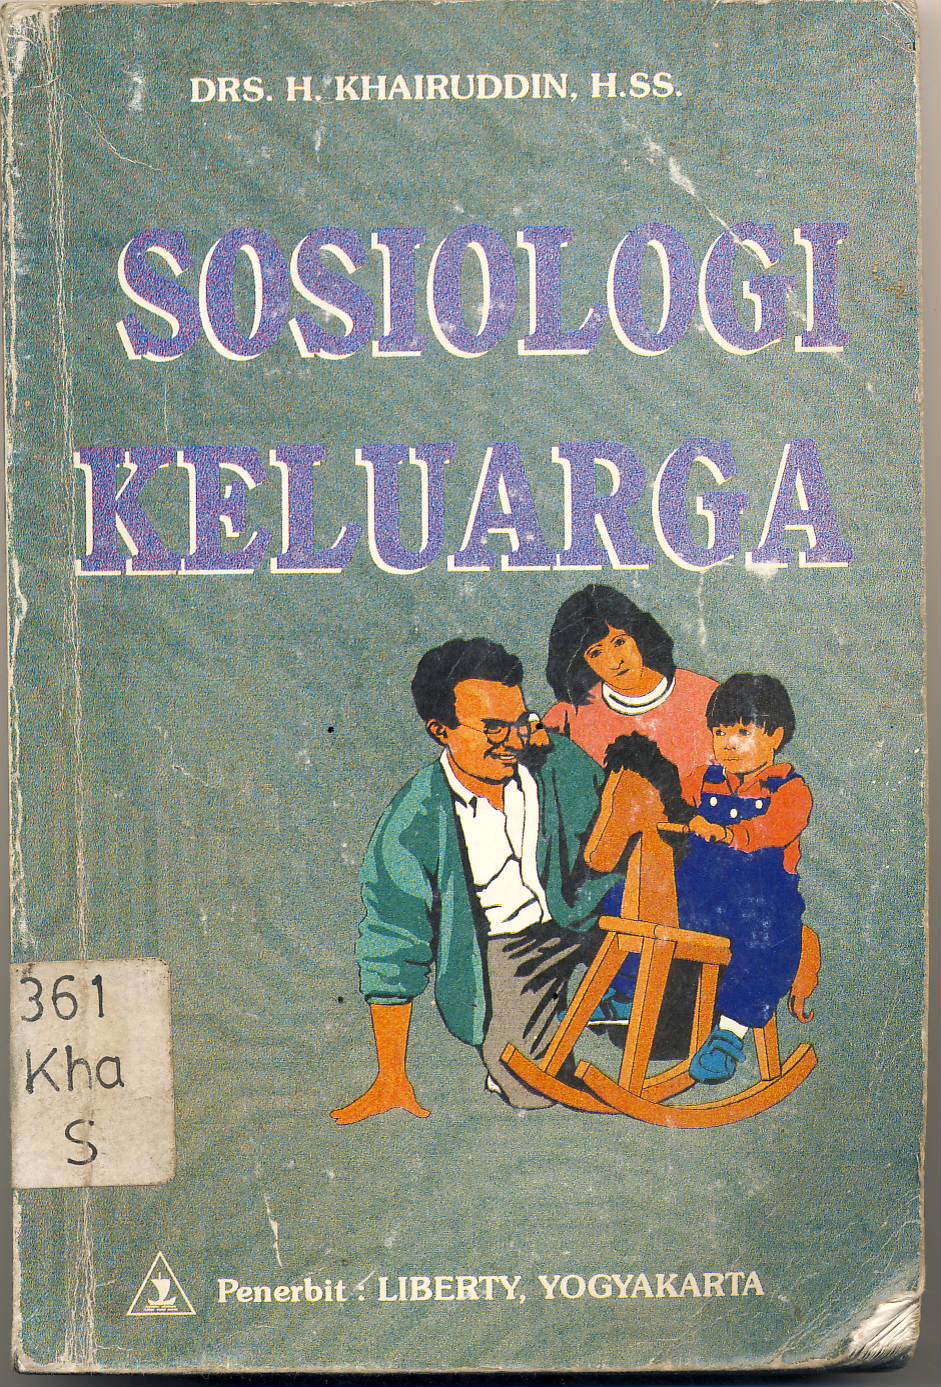 DRS. H. KHAIRUDDIN, H.SS.
SOSIOLOGI
KELUARGA
361
Kha
S
Penerbit : LIBERTY, YOGYAKARTA